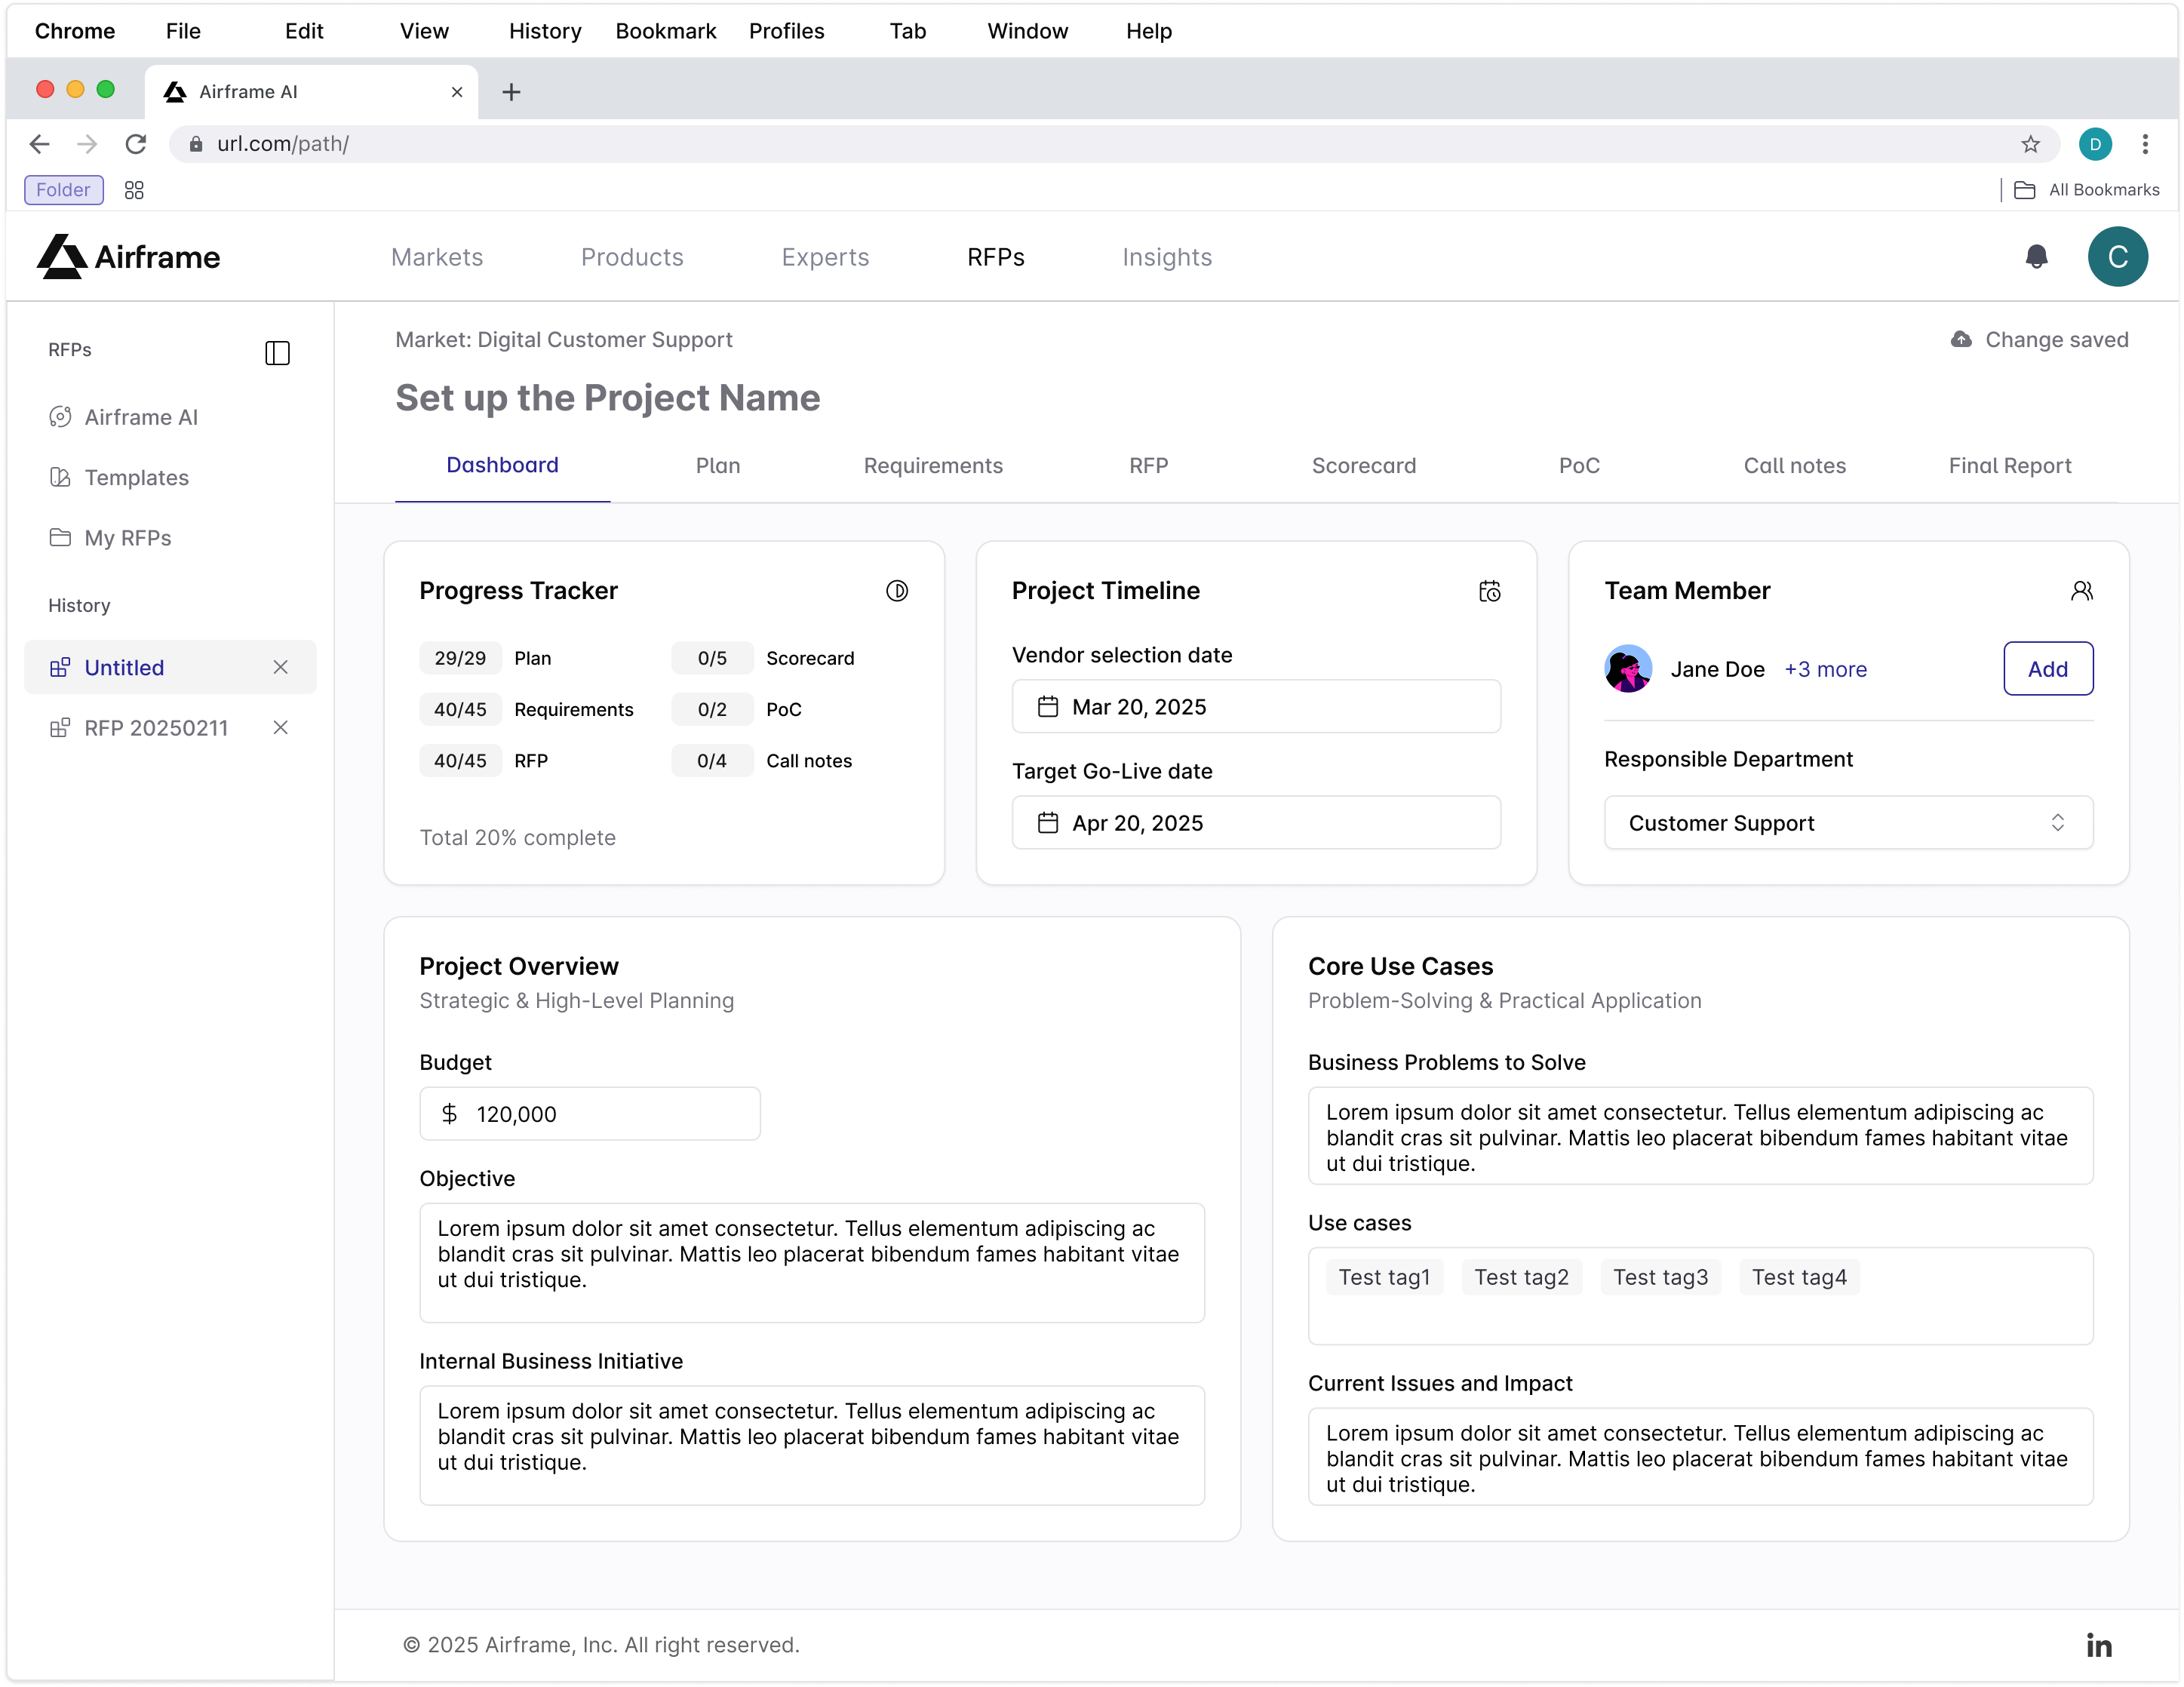 Chrome File Edit View History Bookmark Profiles Tab Window Help
Airframe AI
url.com/path/
D
Folder
All Bookmarks
Airframe
Markets Products Experts RFPs Insights
C
RFPs
Airframe AI
Templates
My RFPs
History
Untitled
RFP 20250211
Market: Digital Customer Support
Change saved
Set up the Project Name
Dashboard Plan Requirements RFP Scorecard PoC Call notes Final Report
Progress Tracker
29/29 Plan 0/5 Scorecard
40/45 Requirements 0/2 PoC
40/45 RFP 0/4 Call notes
Total 20% complete
Project Timeline
Vendor selection date
Mar 20, 2025
Target Go-Live date
Apr 20, 2025
Team Member
Jane Doe +3 more Add
Responsible Department
Customer Support
Project Overview
Strategic & High-Level Planning
Budget
$ 120,000
Objective
Lorem ipsum dolor sit amet consectetur. Tellus elementum adipiscing ac
blandit cras sit pulvinar. Mattis leo placerat bibendum fames habitant vitae
ut dui tristique.
Internal Business Initiative
Lorem ipsum dolor sit amet consectetur. Tellus elementum adipiscing ac
blandit cras sit pulvinar. Mattis leo placerat bibendum fames habitant vitae
ut dui tristique.
Core Use Cases
Problem-Solving & Practical Application
Business Problems to Solve
Lorem ipsum dolor sit amet consectetur. Tellus elementum adipiscing ac
blandit cras sit pulvinar. Mattis leo placerat bibendum fames habitant vitae
ut dui tristique.
Use cases
Test tag1 Test tag2 Test tag3 Test tag4
Current Issues and Impact
Lorem ipsum dolor sit amet consectetur. Tellus elementum adipiscing ac
blandit cras sit pulvinar. Mattis leo placerat bibendum fames habitant vitae
ut dui tristique.
© 2025 Airframe, Inc. All right reserved.
in